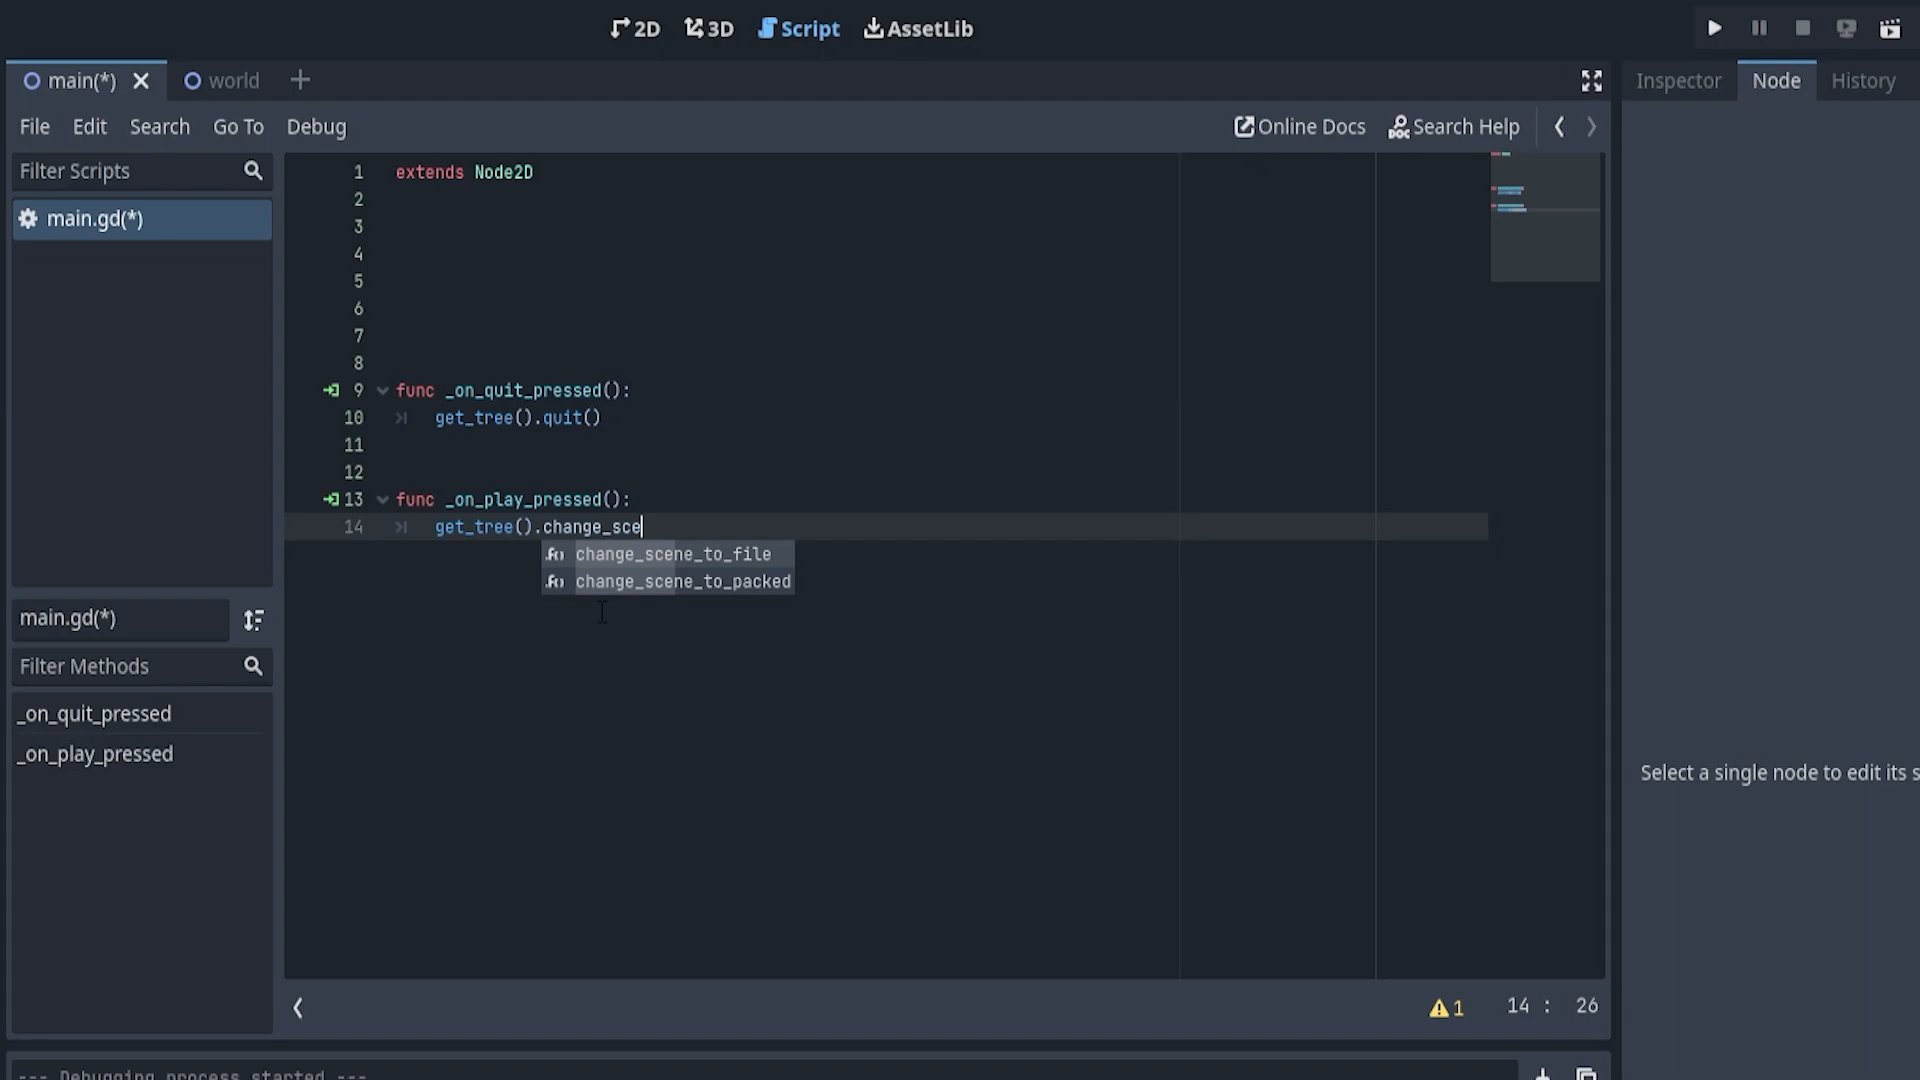 2D 3D Script AssetLib
main(*) world
Inspector Node History
File Edit Search Go To Debug Online Docs Search Help
Filter Scripts
main.gd(*)
1 extends Node2D
2
3
4
5
6
7
8
9 func _on_quit_pressed():
10 get_tree().quit()
11
12
13 func _on_play_pressed():
14 get_tree().change_sce
change_scene_to_file
change_scene_to_packed
main.gd(*)
Filter Methods
_on_quit_pressed
_on_play_pressed
Select a single node to edit its s
1 14 : 26
--- Debugging process started ---